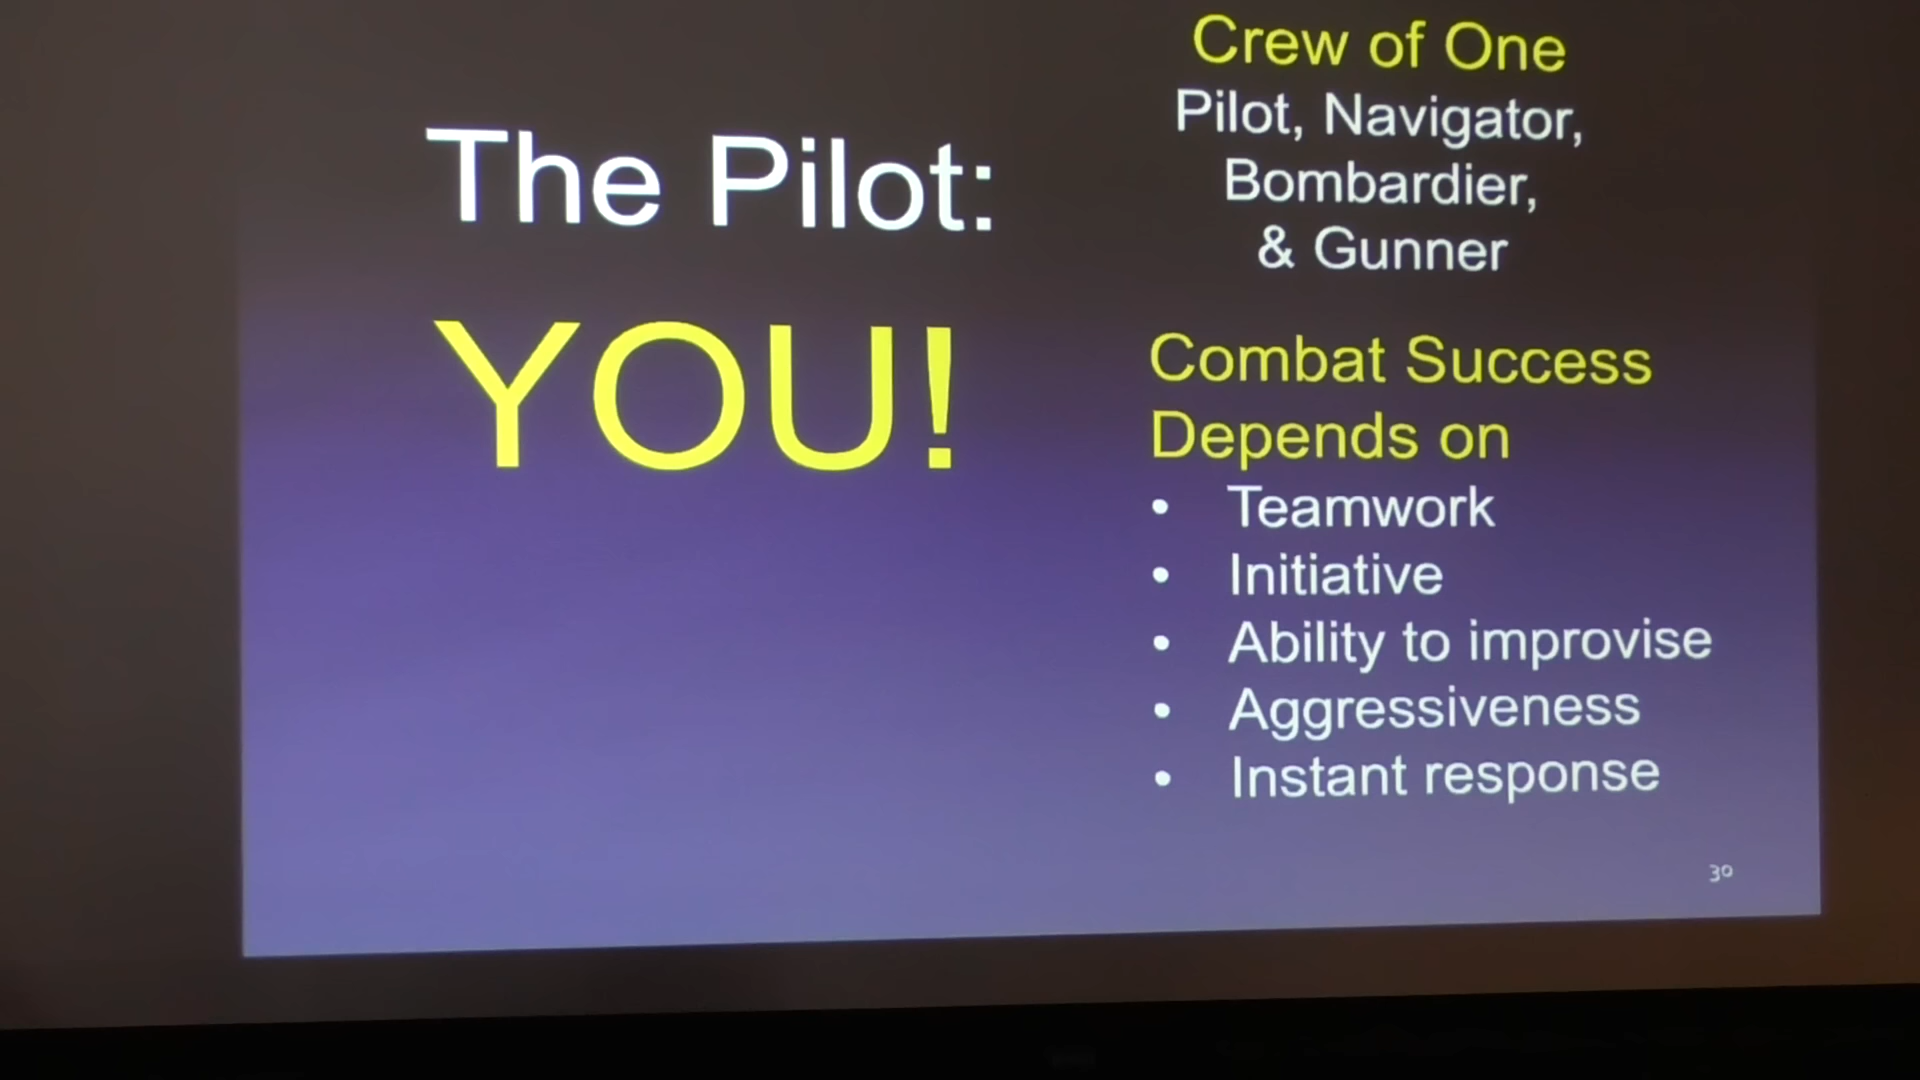 The Pilot:
YOU!
Crew of One
Pilot, Navigator,
Bombardier,
& Gunner
Combat Success
Depends on
• Teamwork
• Initiative
• Ability to improvise
• Aggressiveness
• Instant response
30